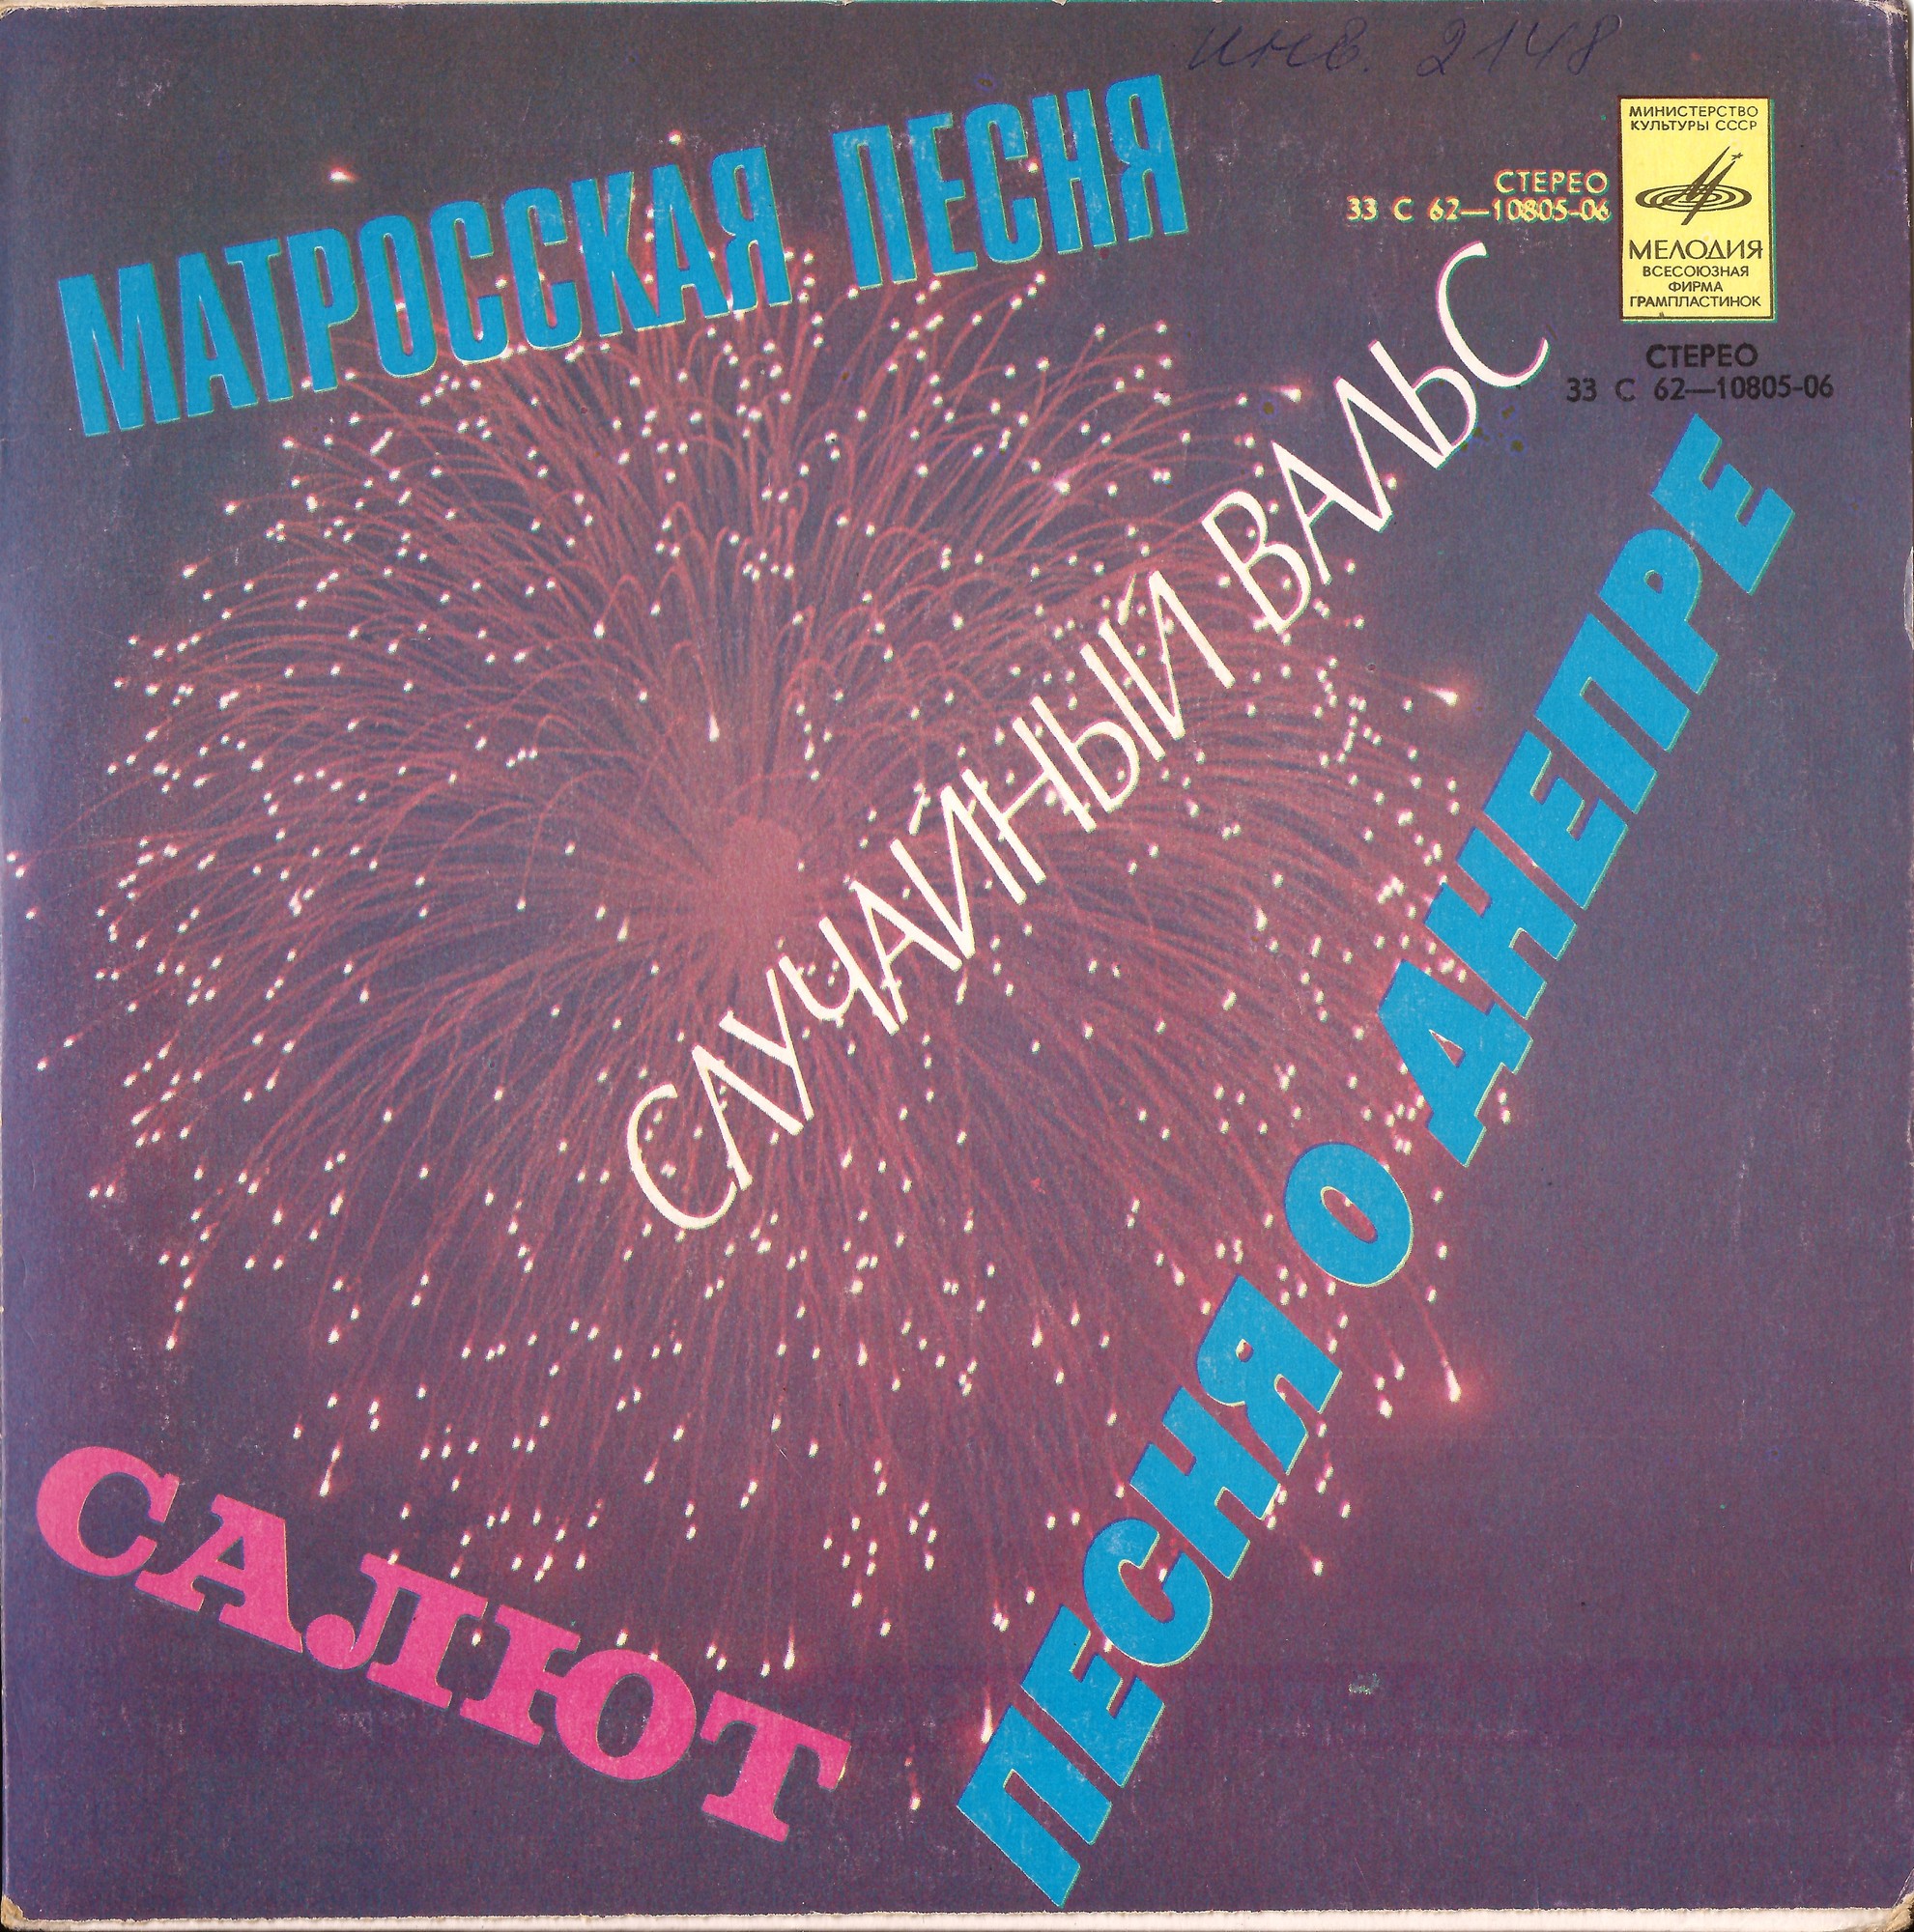 инв. 2148
МАТРОССКАЯ ПЕСНЯ
СТЕРЕО
33 С 62—10805-06
МИНИСТЕРСТВО
КУЛЬТУРЫ СССР
МЕЛОДИЯ
ВСЕСОЮЗНАЯ
ФИРМА
ГРАМПЛАСТИНОК
СТЕРЕО
33 С 62—10805-06
СЛУЧАЙНЫЙ ВАЛЬС
ПЕСНЯ О ДНЕПРЕ
САЛЮТ